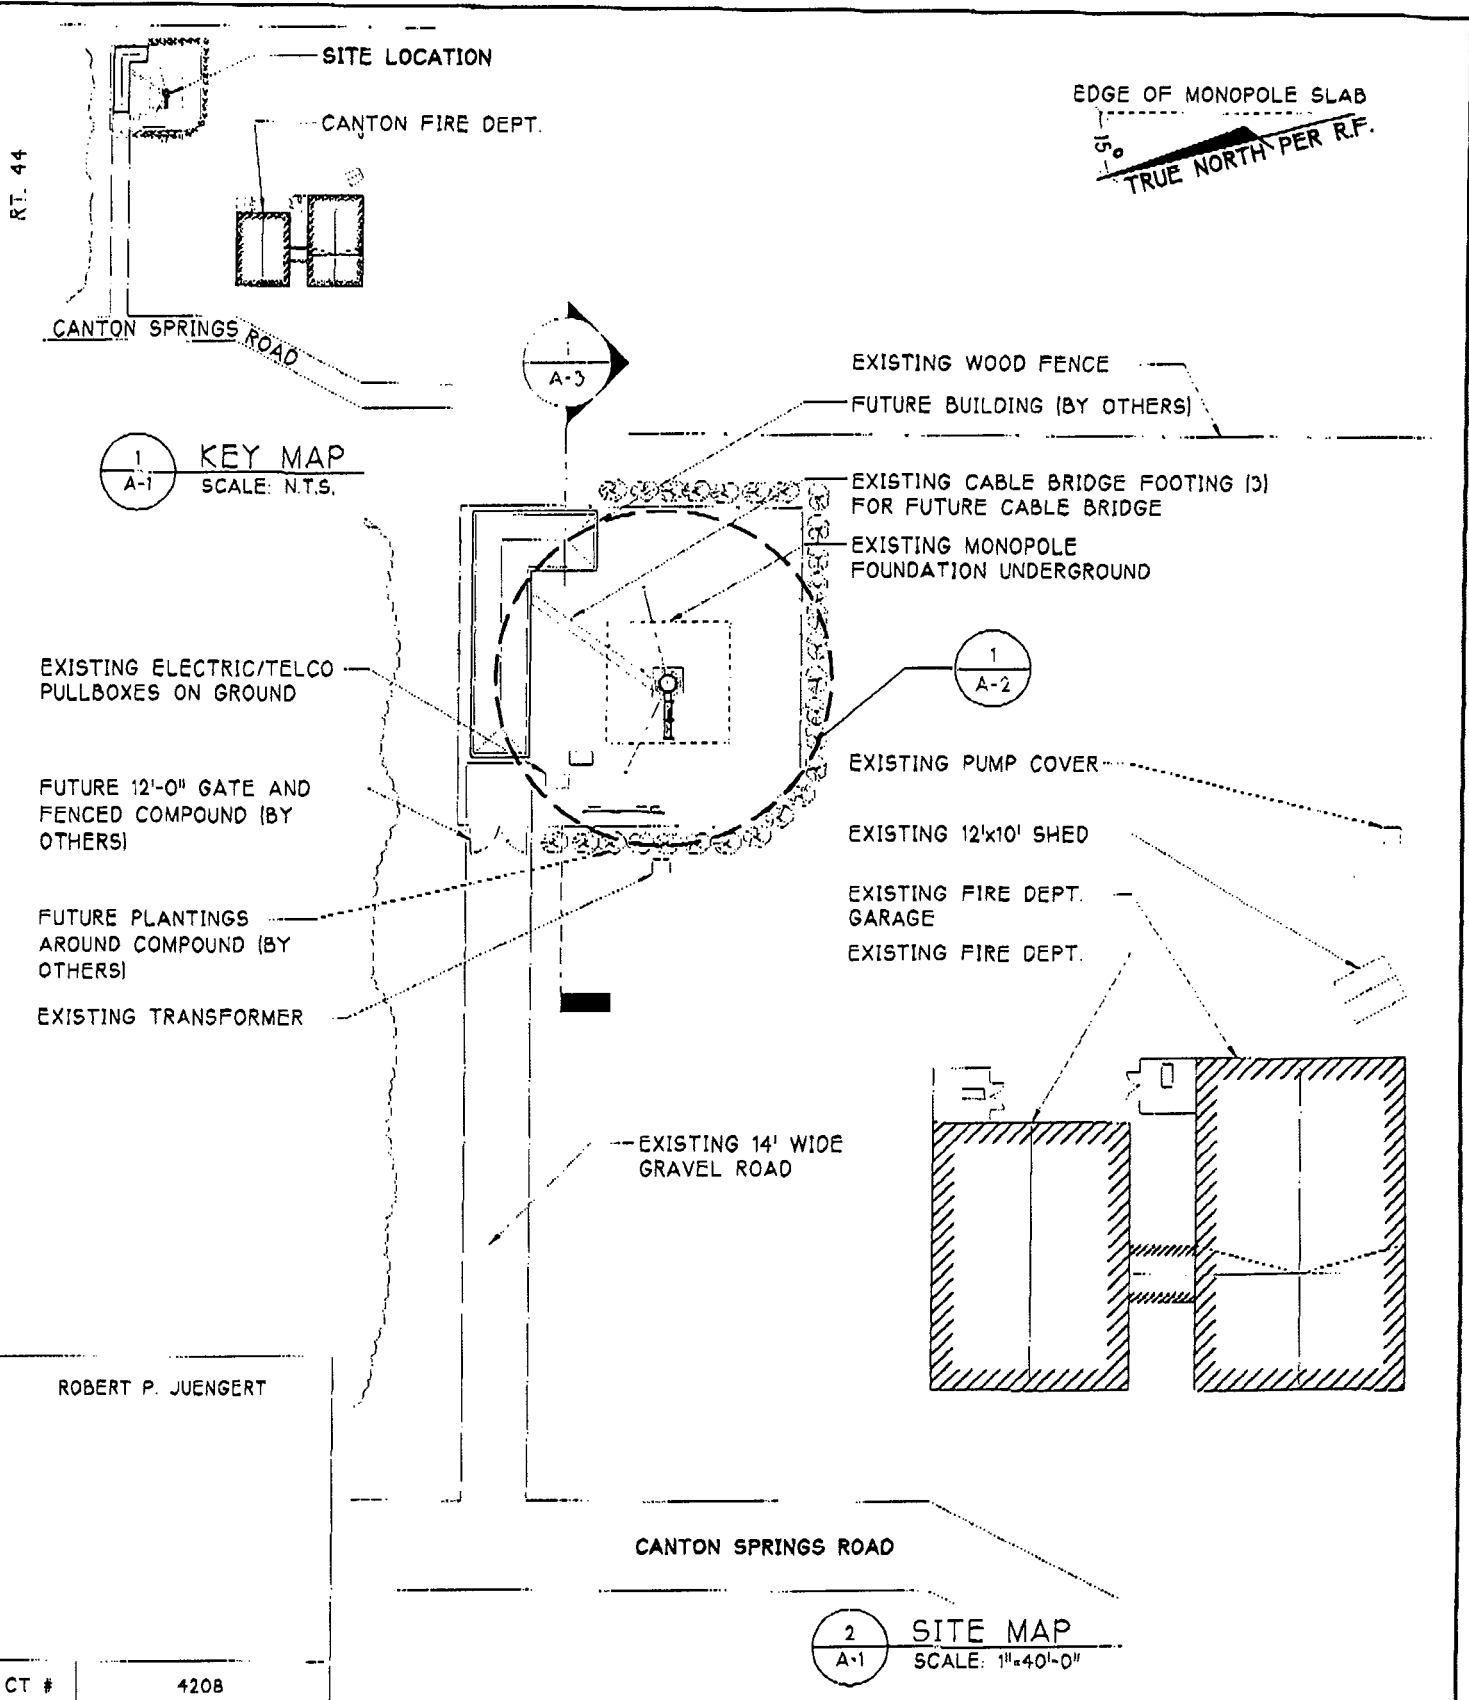 SITE LOCATION
CANTON FIRE DEPT.
RT. 44
CANTON SPRINGS ROAD
1
A-1
KEY MAP
SCALE: N.T.S.
EDGE OF MONOPOLE SLAB
15°
TRUE NORTH PER R.F.
1
A-3
EXISTING WOOD FENCE
FUTURE BUILDING (BY OTHERS)
EXISTING CABLE BRIDGE FOOTING (3)
FOR FUTURE CABLE BRIDGE
EXISTING MONOPOLE
FOUNDATION UNDERGROUND
1
A-2
EXISTING ELECTRIC/TELCO
PULLBOXES ON GROUND
FUTURE 12'-0" GATE AND
FENCED COMPOUND (BY
OTHERS)
FUTURE PLANTINGS
AROUND COMPOUND (BY
OTHERS)
EXISTING TRANSFORMER
EXISTING PUMP COVER
EXISTING 12'x10' SHED
EXISTING FIRE DEPT.
GARAGE
EXISTING FIRE DEPT.
EXISTING 14' WIDE
GRAVEL ROAD
ROBERT P. JUENGERT
CANTON SPRINGS ROAD
2
A-1
SITE MAP
SCALE: 1"=40'-0"
CT # 4208